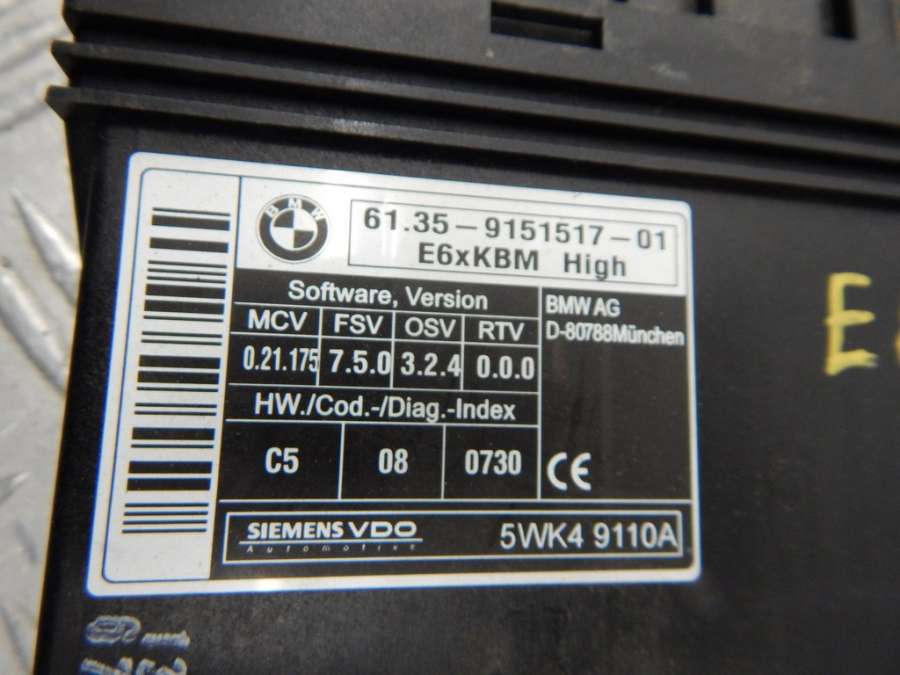 BMW
61.35-9151517-01
E6xKBM High
Software, Version
MCV FSV OSV RTV
0.21.175 7.5.0 3.2.4 0.0.0
HW./Cod.-/Diag.-Index
C5 08 0730
BMW AG
D-80788München
CE
SIEMENS VDO
Automotive
5WK4 9110A
E